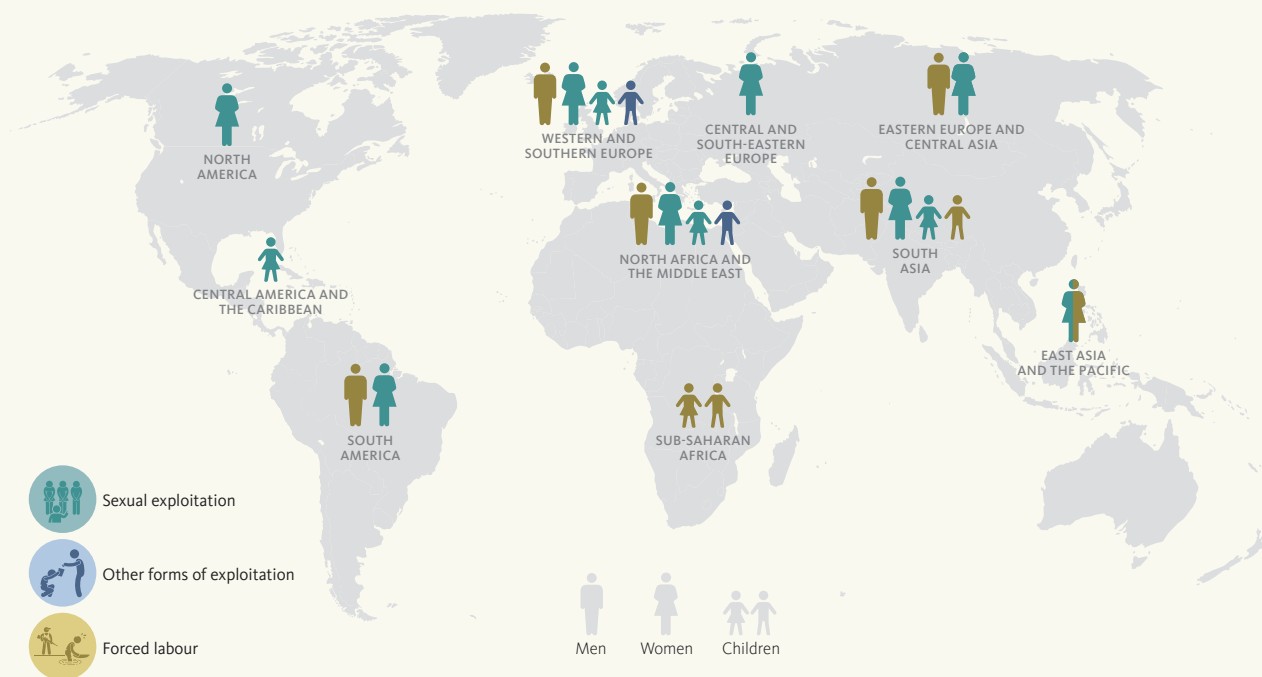 NORTH
AMERICA
WESTERN AND
SOUTHERN EUROPE
CENTRAL AND
SOUTH-EASTERN
EUROPE
EASTERN EUROPE AND
CENTRAL ASIA
NORTH AFRICA AND
THE MIDDLE EAST
SOUTH
ASIA
CENTRAL AMERICA AND
THE CARIBBEAN
EAST ASIA
AND THE PACIFIC
SOUTH
AMERICA
SUB-SAHARAN
AFRICA
Sexual exploitation
Other forms of exploitation
Forced labour
Men
Women
Children